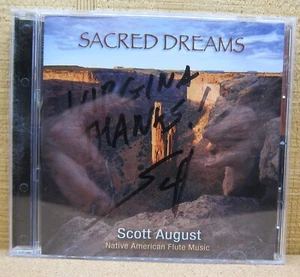 SACRED DREAMS
VIRGINA
THANKS!
Scott August
Native American Flute Music